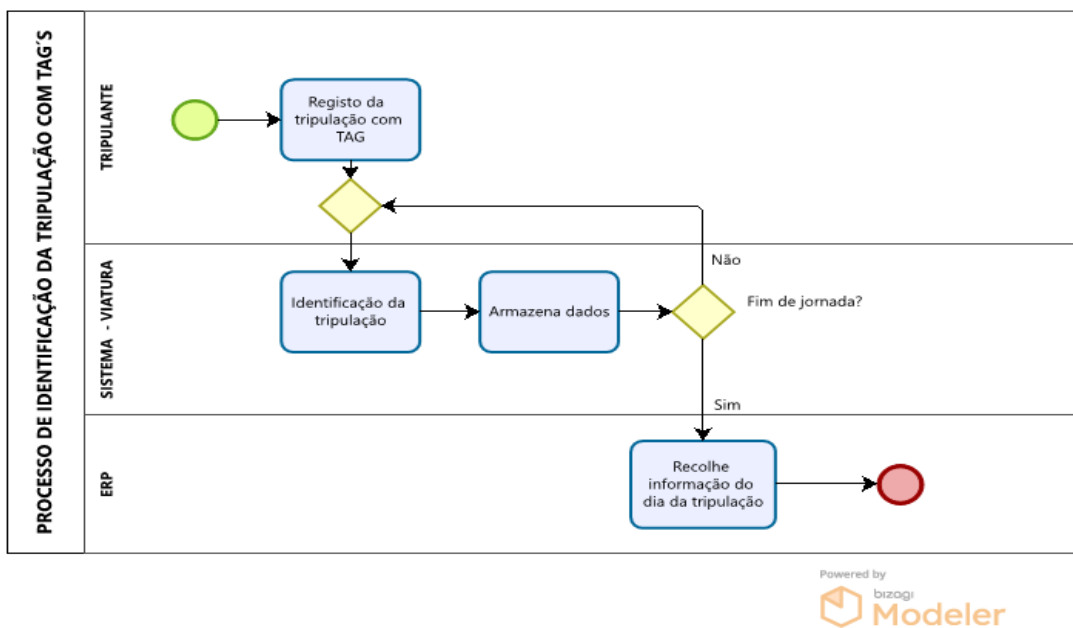 PROCESSO DE IDENTIFICAÇÃO DA TRIPULAÇÃO COM TAG´S
TRIPULANTE
Registo da
tripulação com
TAG
SISTEMA - VIATURA
Identificação da
tripulação
Armazena dados
Não
Fim de jornada?
Sim
ERP
Recolhe
informação do
dia da tripulação
Powered by
bizagi
Modeler